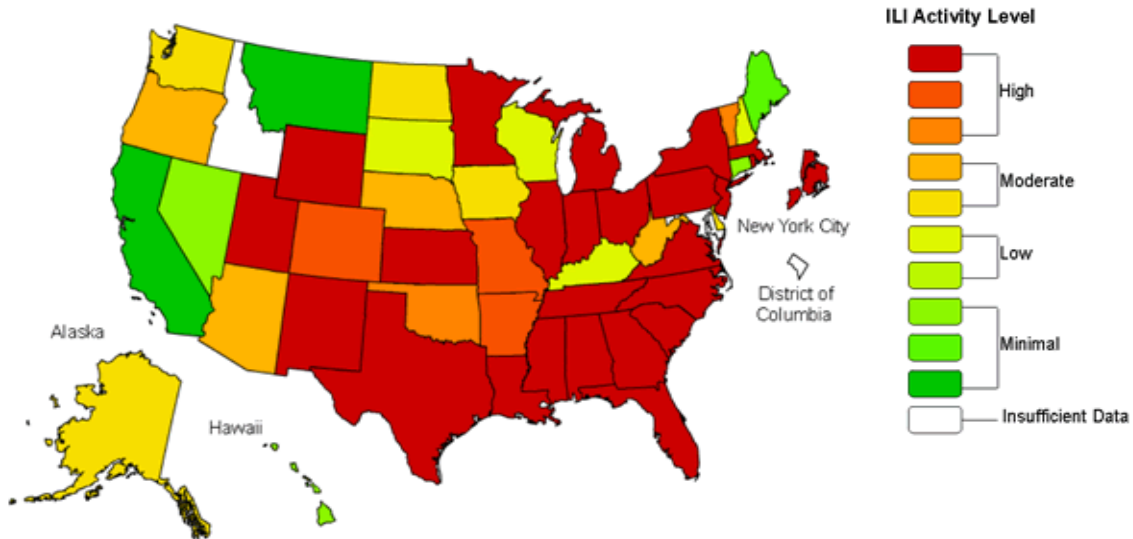 ILI Activity Level
High
Moderate
Low
Minimal
Insufficient Data
New York City
District of
Columbia
Alaska
Hawaii